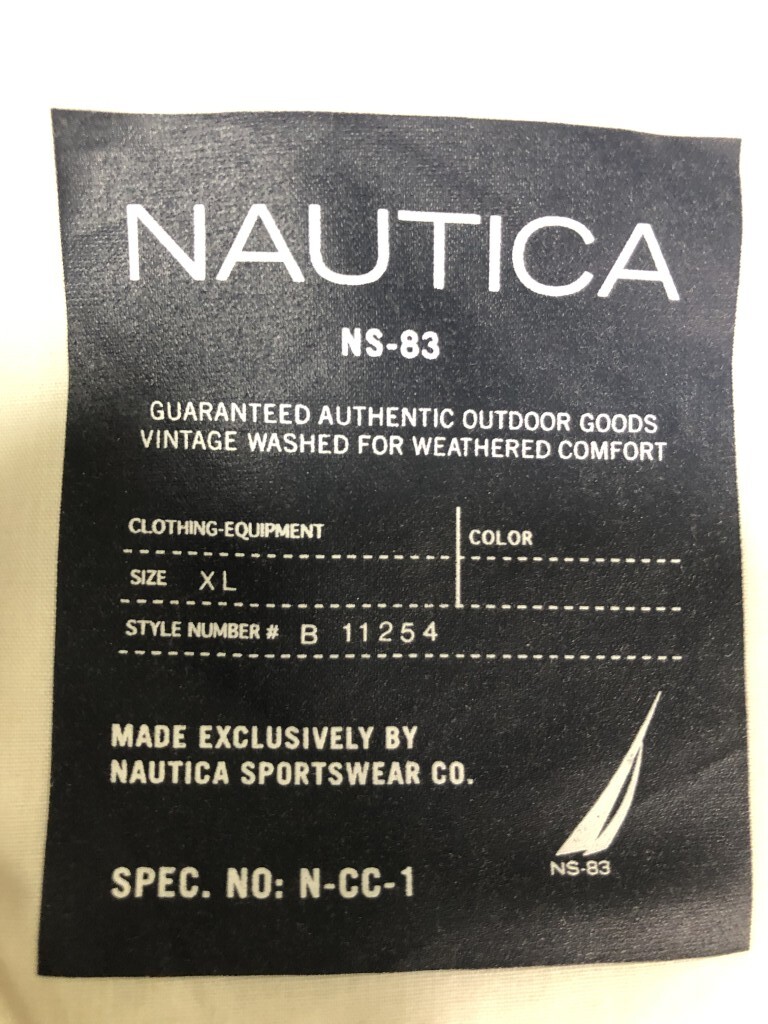 NAUTICA
NS-83
GUARANTEED AUTHENTIC OUTDOOR GOODS
VINTAGE WASHED FOR WEATHERED COMFORT
CLOTHING-EQUIPMENT COLOR
SIZE XL
STYLE NUMBER # B 11254
MADE EXCLUSIVELY BY
NAUTICA SPORTSWEAR CO.
NS-83
SPEC. NO: N-CC-1